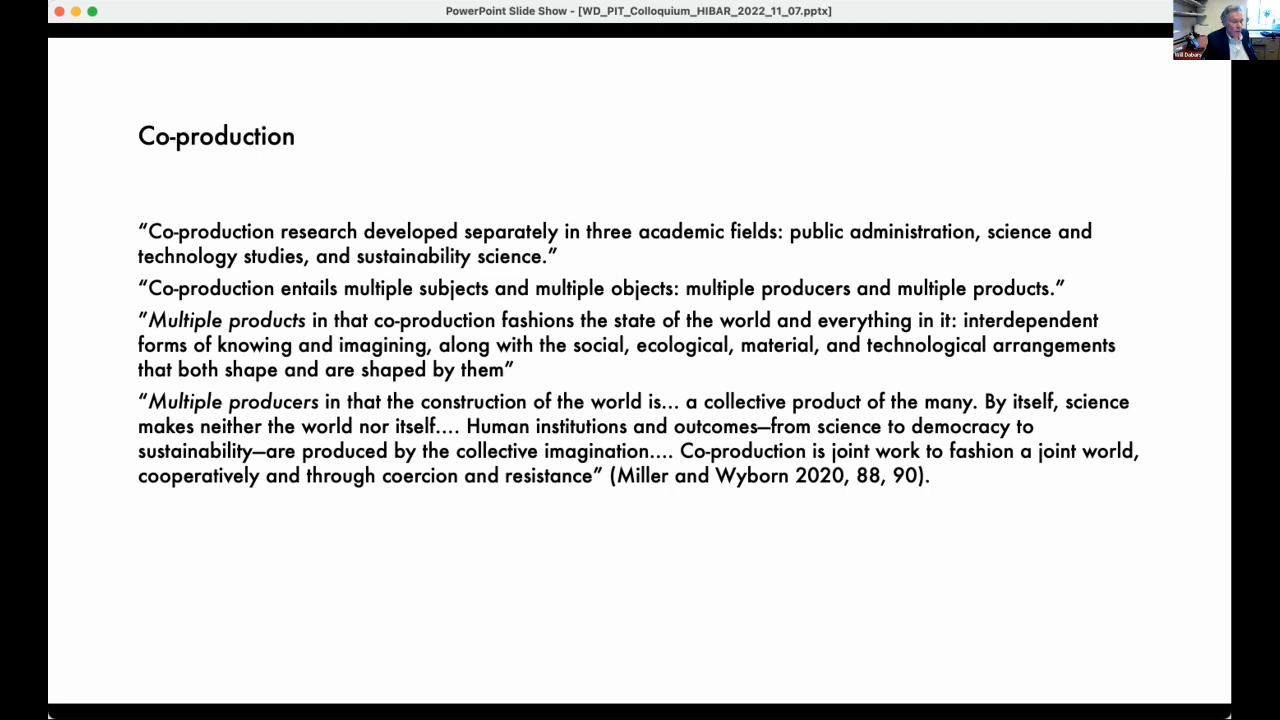 PowerPoint Slide Show - [WD_PIT_Colloquium_HIBAR_2022_11_07.pptx]
Will Dabars
Co-production
“Co-production research developed separately in three academic fields: public administration, science and
technology studies, and sustainability science.”
“Co-production entails multiple subjects and multiple objects: multiple producers and multiple products.”
”Multiple products in that co-production fashions the state of the world and everything in it: interdependent
forms of knowing and imagining, along with the social, ecological, material, and technological arrangements
that both shape and are shaped by them”
“Multiple producers in that the construction of the world is... a collective product of the many. By itself, science
makes neither the world nor itself.... Human institutions and outcomes—from science to democracy to
sustainability—are produced by the collective imagination.... Co-production is joint work to fashion a joint world,
cooperatively and through coercion and resistance” (Miller and Wyborn 2020, 88, 90).